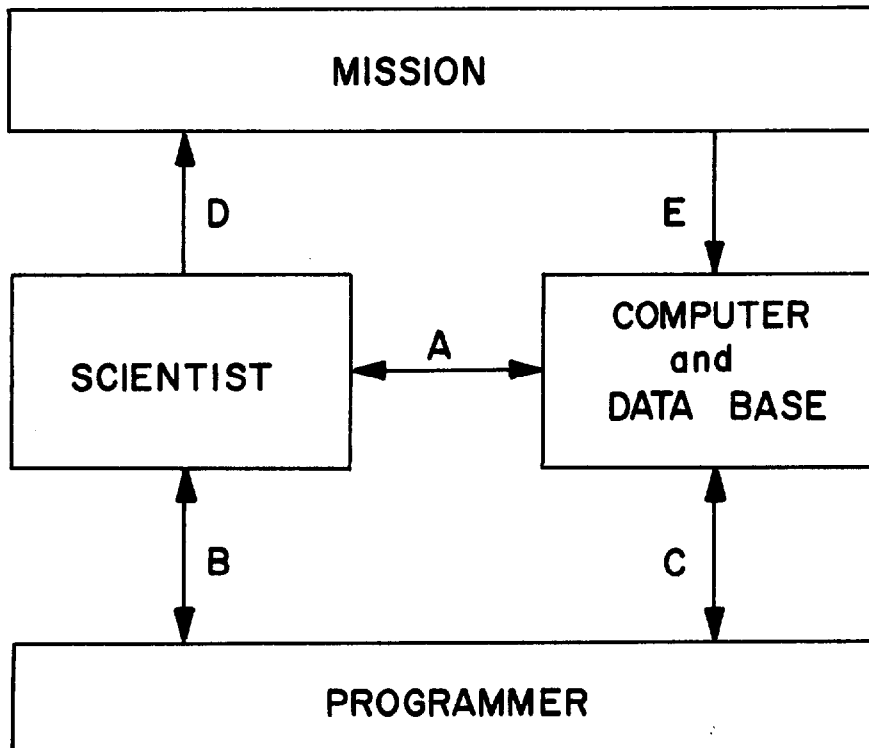 MISSION
D
E
SCIENTIST
A
COMPUTER
and
DATA BASE
B
C
PROGRAMMER